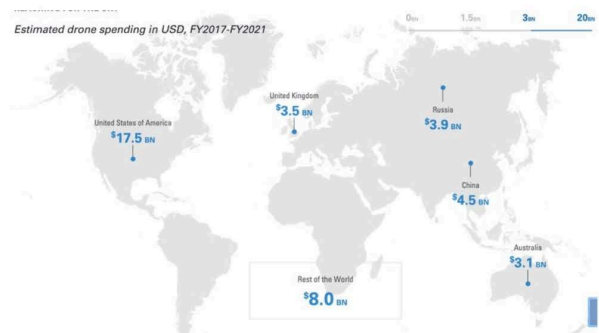 Estimated drone spending in USD, FY2017-FY2021
0BN 1.5BN 3BN 20BN
United States of America
$17.5 BN
United Kingdom
$3.5 BN
Russia
$3.9 BN
China
$4.5 BN
Australia
$3.1 BN
Rest of the World
$8.0 BN